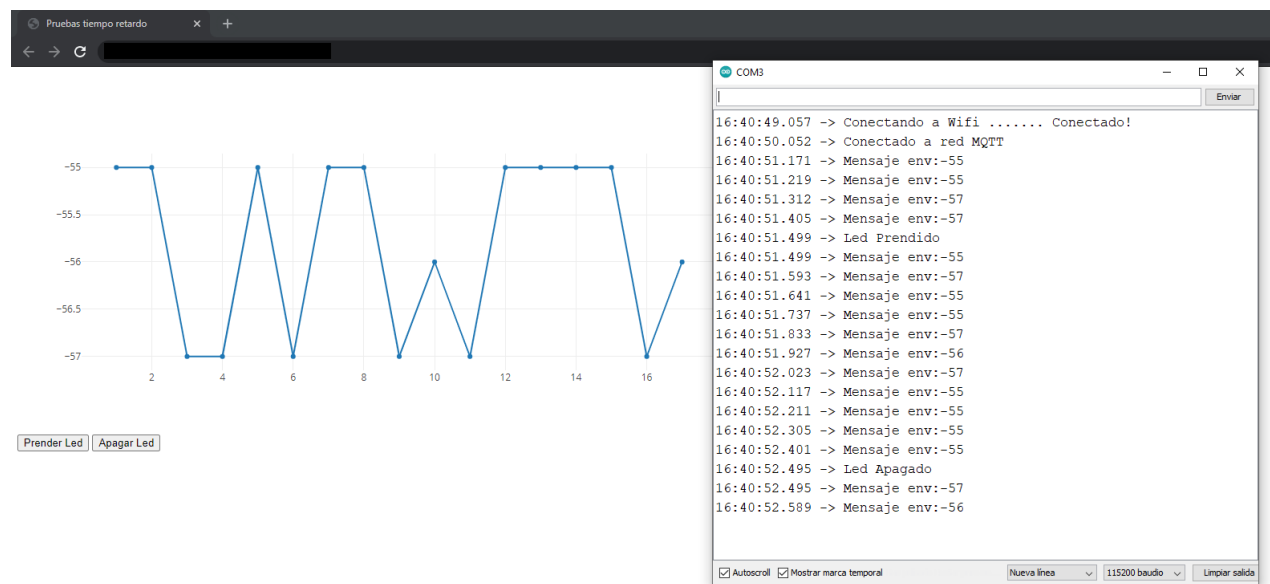 Pruebas tiempo retardo
COM3
Enviar
16:40:49.057 -> Conectando a Wifi ....... Conectado!
16:40:50.052 -> Conectado a red MQTT
16:40:51.171 -> Mensaje env:-55
16:40:51.219 -> Mensaje env:-55
16:40:51.312 -> Mensaje env:-57
16:40:51.405 -> Mensaje env:-57
16:40:51.499 -> Led Prendido
16:40:51.499 -> Mensaje env:-55
16:40:51.593 -> Mensaje env:-57
16:40:51.641 -> Mensaje env:-55
16:40:51.737 -> Mensaje env:-55
16:40:51.833 -> Mensaje env:-57
16:40:51.927 -> Mensaje env:-56
16:40:52.023 -> Mensaje env:-57
16:40:52.117 -> Mensaje env:-55
16:40:52.211 -> Mensaje env:-55
16:40:52.305 -> Mensaje env:-55
16:40:52.401 -> Mensaje env:-55
16:40:52.495 -> Led Apagado
16:40:52.495 -> Mensaje env:-57
16:40:52.589 -> Mensaje env:-56
−55
−55.5
−56
−56.5
−57
2 4 6 8 10 12 14 16
Prender Led Apagar Led
Autoscroll Mostrar marca temporal Nueva línea 115200 baudio Limpiar salida